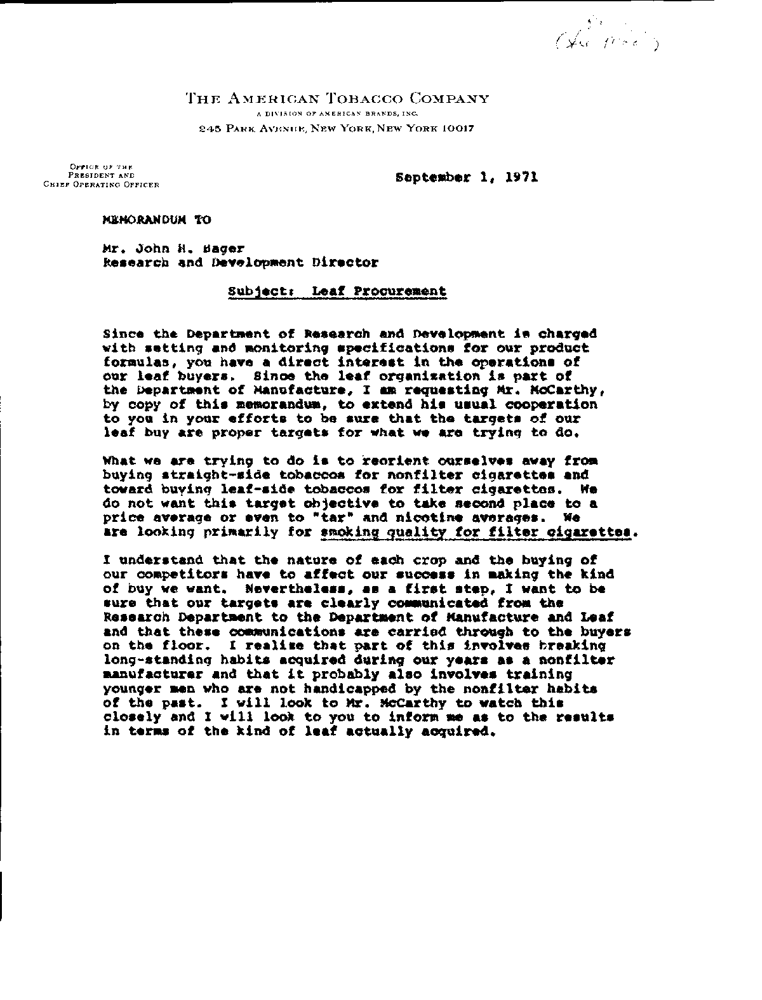 THE AMERICAN TOBACCO COMPANY
A DIVISION OF AMERICAN BRANDS, INC.
245 PARK AVENUE, NEW YORK, NEW YORK 10017
OFFICE OF THE
PRESIDENT AND
CHIEF OPERATING OFFICER
September 1, 1971
MEMORANDUM TO
Mr. John H. Hager
Research and Development Director
Subject: Leaf Procurement
Since the Department of Research and Development is charged
with setting and monitoring specifications for our product
formulas, you have a direct interest in the operations of
our leaf buyers. Since the leaf organization is part of
the Department of Manufacture, I am requesting Mr. McCarthy,
by copy of this memorandum, to extend his usual cooperation
to you in your efforts to be sure that the targets of our
leaf buy are proper targets for what we are trying to do.
What we are trying to do is to reorient ourselves away from
buying straight-side tobaccos for nonfilter cigarettes and
toward buying leaf-side tobaccos for filter cigarettes. We
do not want this target objective to take second place to a
price average or even to "tar" and nicotine averages. We
are looking primarily for smoking quality for filter cigarettes.
I understand that the nature of each crop and the buying of
our competitors have to affect our success in making the kind
of buy we want. Nevertheless, as a first step, I want to be
sure that our targets are clearly communicated from the
Research Department to the Department of Manufacture and Leaf
and that these communications are carried through to the buyers
on the floor. I realize that part of this involves breaking
long-standing habits acquired during our years as a nonfilter
manufacturer and that it probably also involves training
younger men who are not handicapped by the nonfilter habits
of the past. I will look to Mr. McCarthy to watch this
closely and I will look to you to inform me as to the results
in terms of the kind of leaf actually acquired.